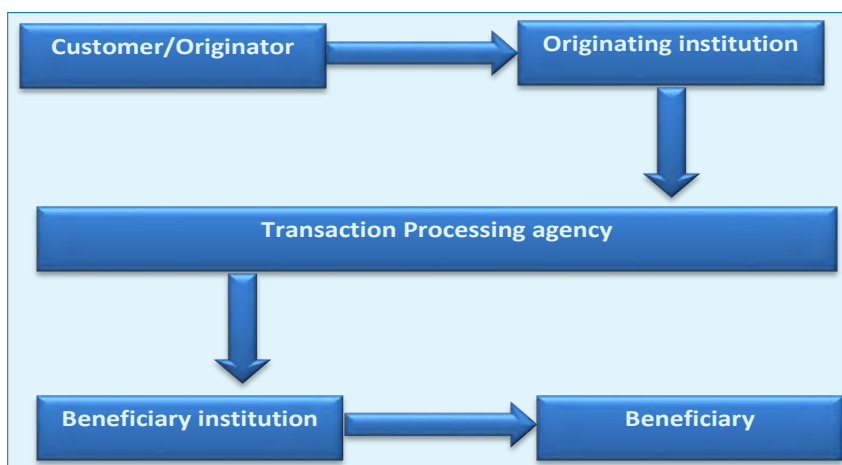 Customer/Originator
Originating institution
Transaction Processing agency
Beneficiary institution
Beneficiary